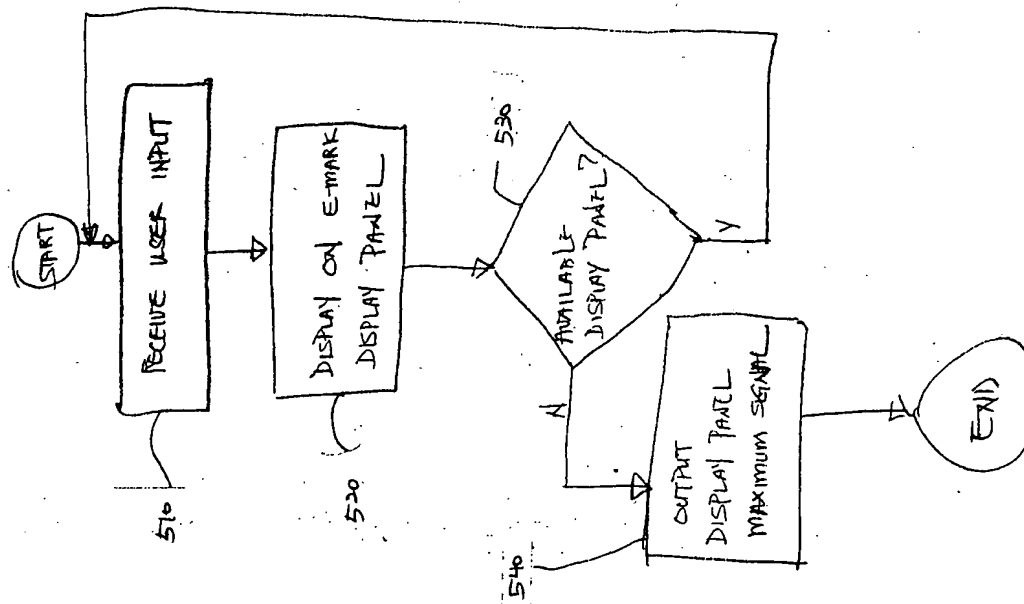 START
RECEIVE USER INPUT
510
DISPLAY ON E-MARK
DISPLAY PANEL
520
AVAILABLE
DISPLAY PANEL?
530
Y
N
OUTPUT
DISPLAY PANEL
MAXIMUM SIGNAL
540
END